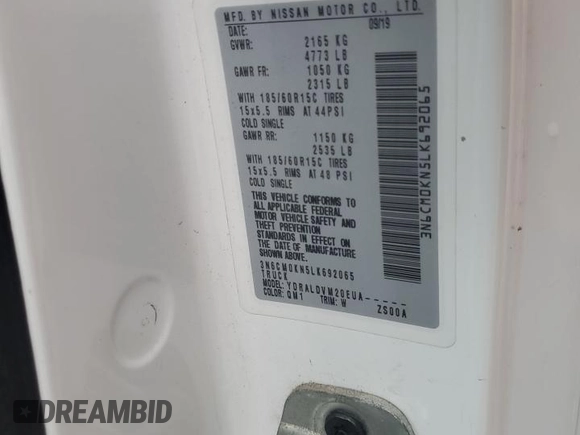 MFD. BY NISSAN MOTOR CO., LTD.
DATE: 09/19
GVWR: 2165 KG
4773 LB
GAWR FR: 1050 KG
2315 LB
WITH 185/60R15C TIRES
15x5.5 RIMS AT 44PSI
COLD SINGLE
GAWR RR: 1150 KG
2535 LB
WITH 185/60R15C TIRES
15x5.5 RIMS AT 48 PSI
COLD SINGLE
THIS VEHICLE CONFORMS TO
ALL APPLICABLE FEDERAL
MOTOR VEHICLE SAFETY AND
THEFT PREVENTION
STANDARDS IN EFFECT ON
THE DATE OF MANUFACTURE
SHOWN ABOVE.
3N6CM0KN5LK692065
TRUCK
MODEL: YDRALDVM20EUA-----
COLOR: QM1 TRIM: W ZS00A
3N6CM0KN5LK692065
DREAMBID